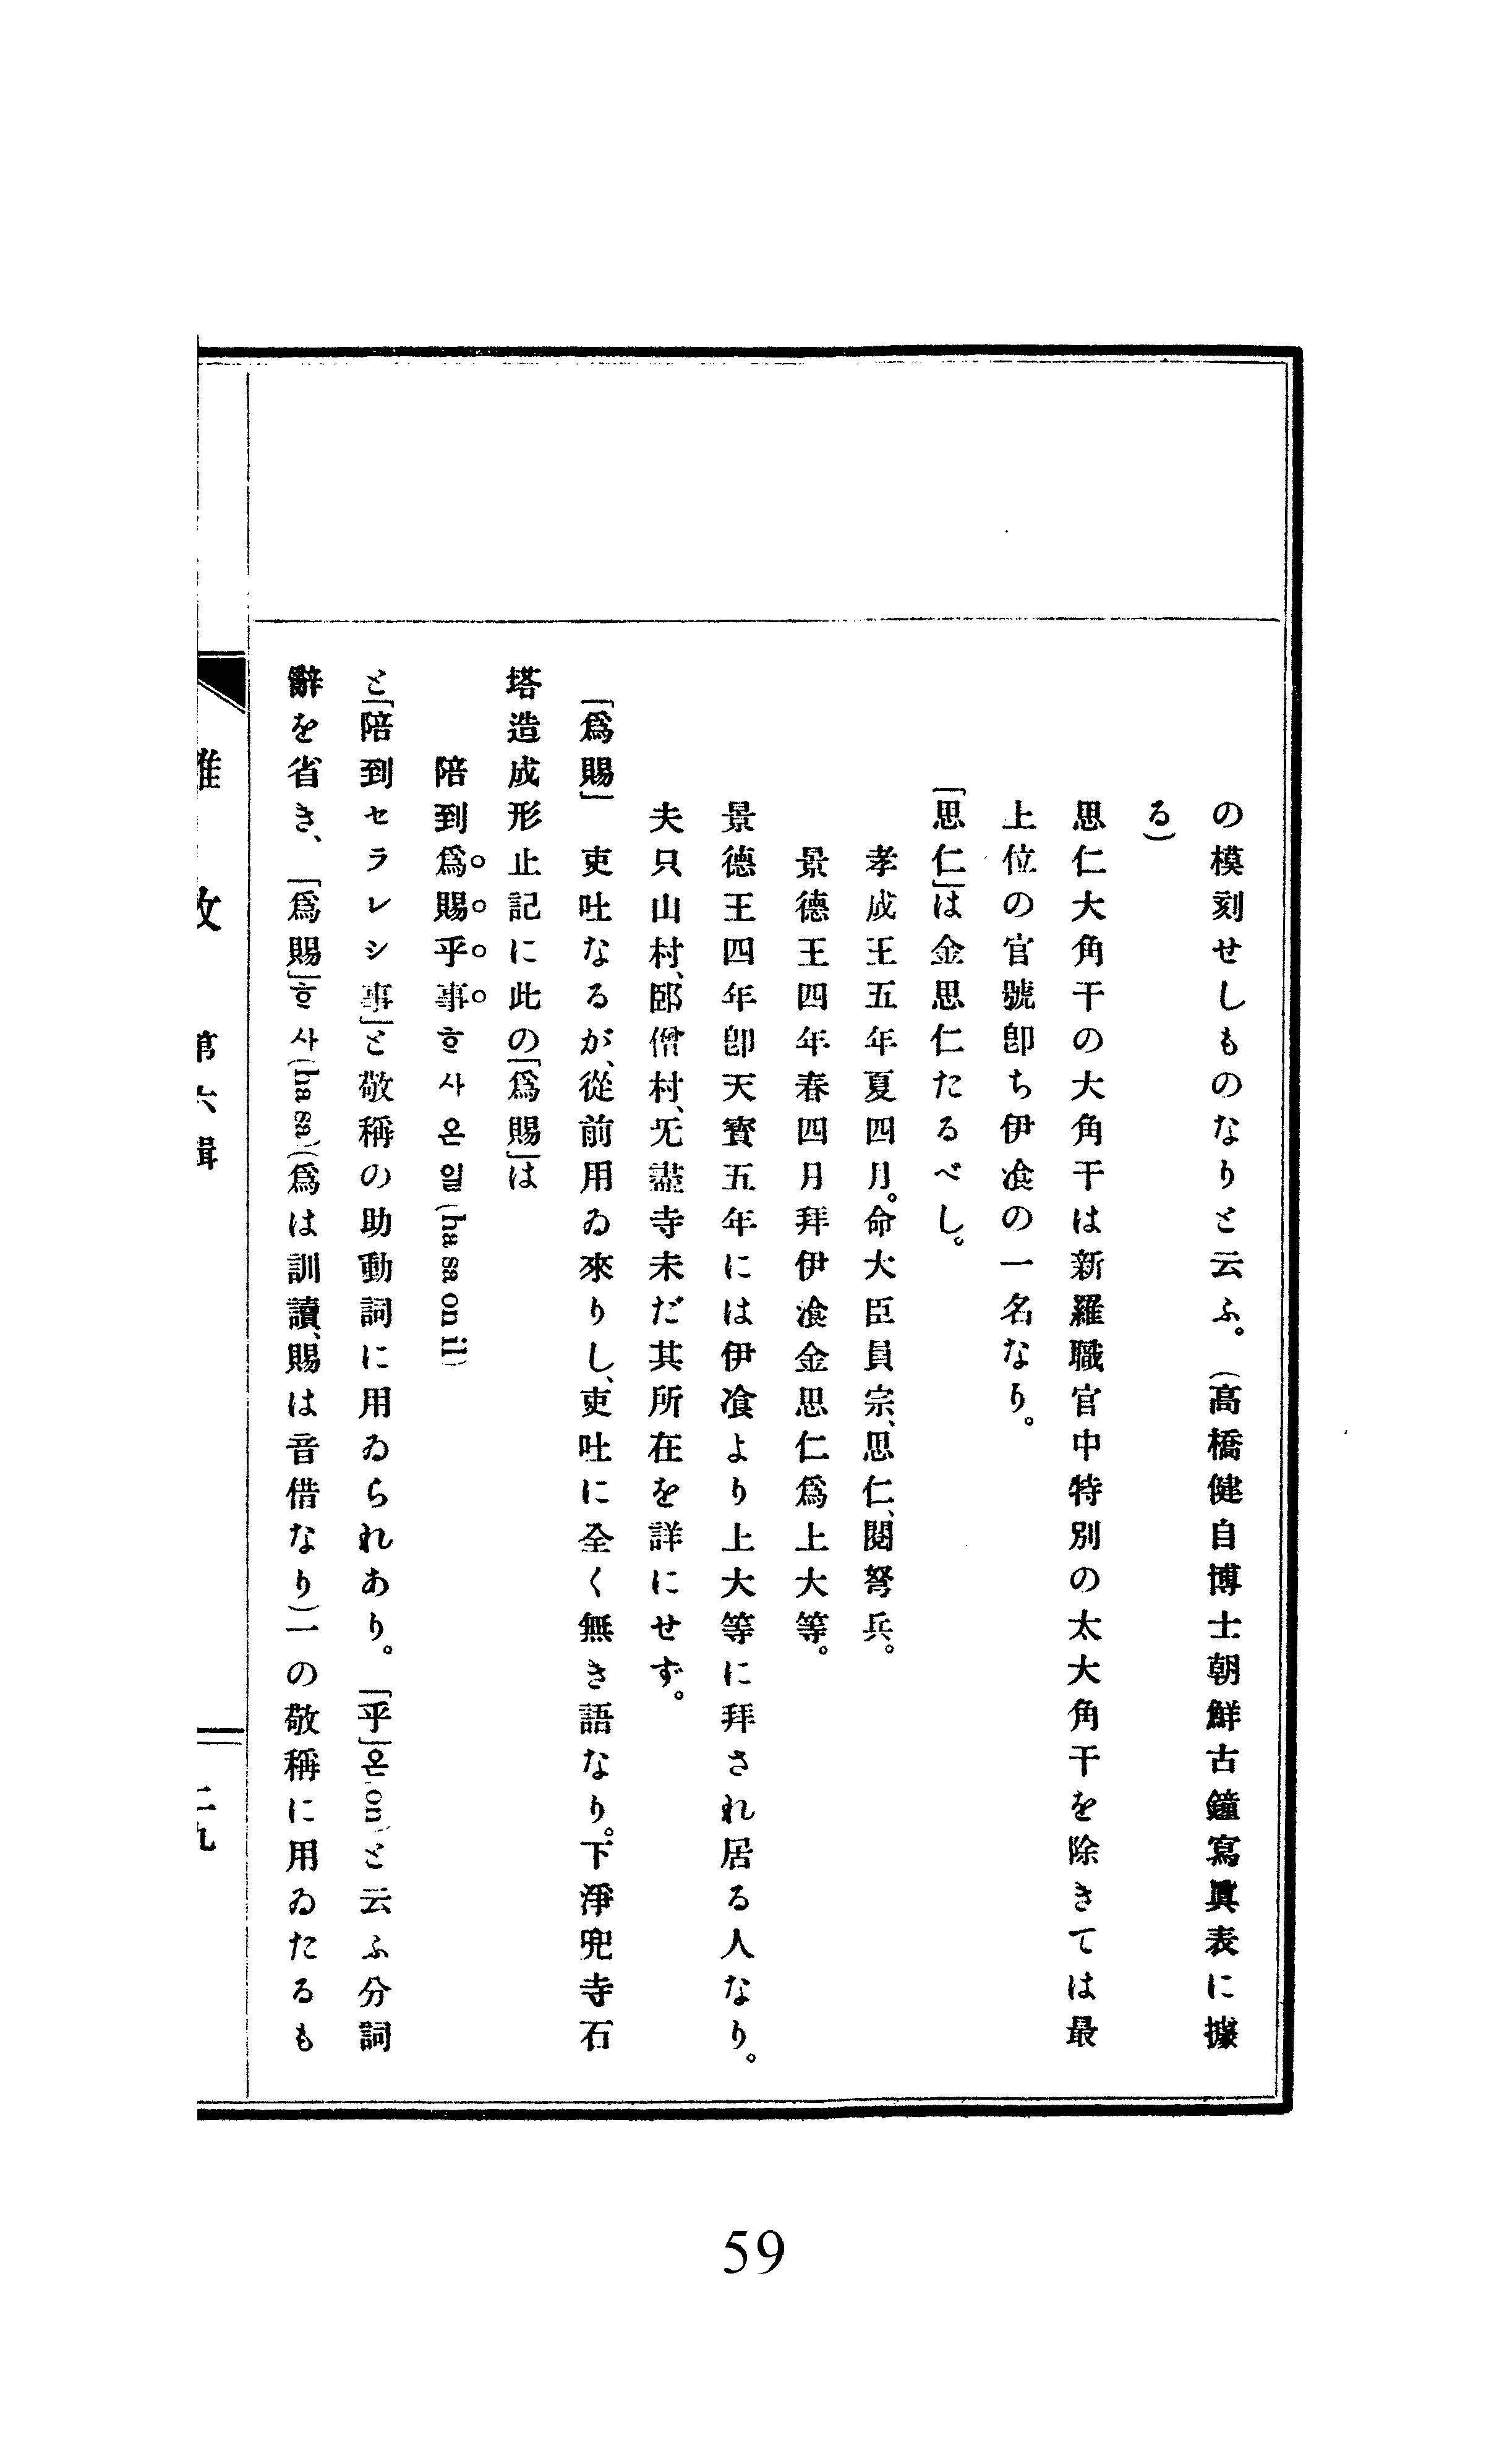 の模刻せしものなりと云ふ。(高橋健自博士朝鮮古鐘寫眞表に據
る)
思仁大角干の大角干は新羅職官中特別の太大角干を除きては最
上位の官號卽ち伊飡の一名なり。
「思仁」は金思仁たるべし。
孝成王五年夏四月。命大臣員宗、思仁、閱弩兵。
景德王四年春四月拜伊飡金思仁爲上大等。
景德王四年卽天寶五年には伊飡より上大等に拜され居る人なり。
夫只山村、郎僧村、旡盡寺未だ其所在を詳にせず。
「爲賜」 吏吐なるが、從前用ゐ來りし、吏吐に全く無き語なり。下淨兜寺石
塔造成形止記に此の「爲賜」は
陪到爲賜乎事ᄒᆞ사온일(ha sa on il)
と「陪到セラレシ事」と敬稱の助動詞に用ゐられあり。「乎」온(on)と云ふ分詞
辭を省き、「爲賜」ᄒᆞ사(ha sa)(爲は訓讀、賜は音借なり)一の敬稱に用ゐたるも
雜攷 第六輯
二九
59